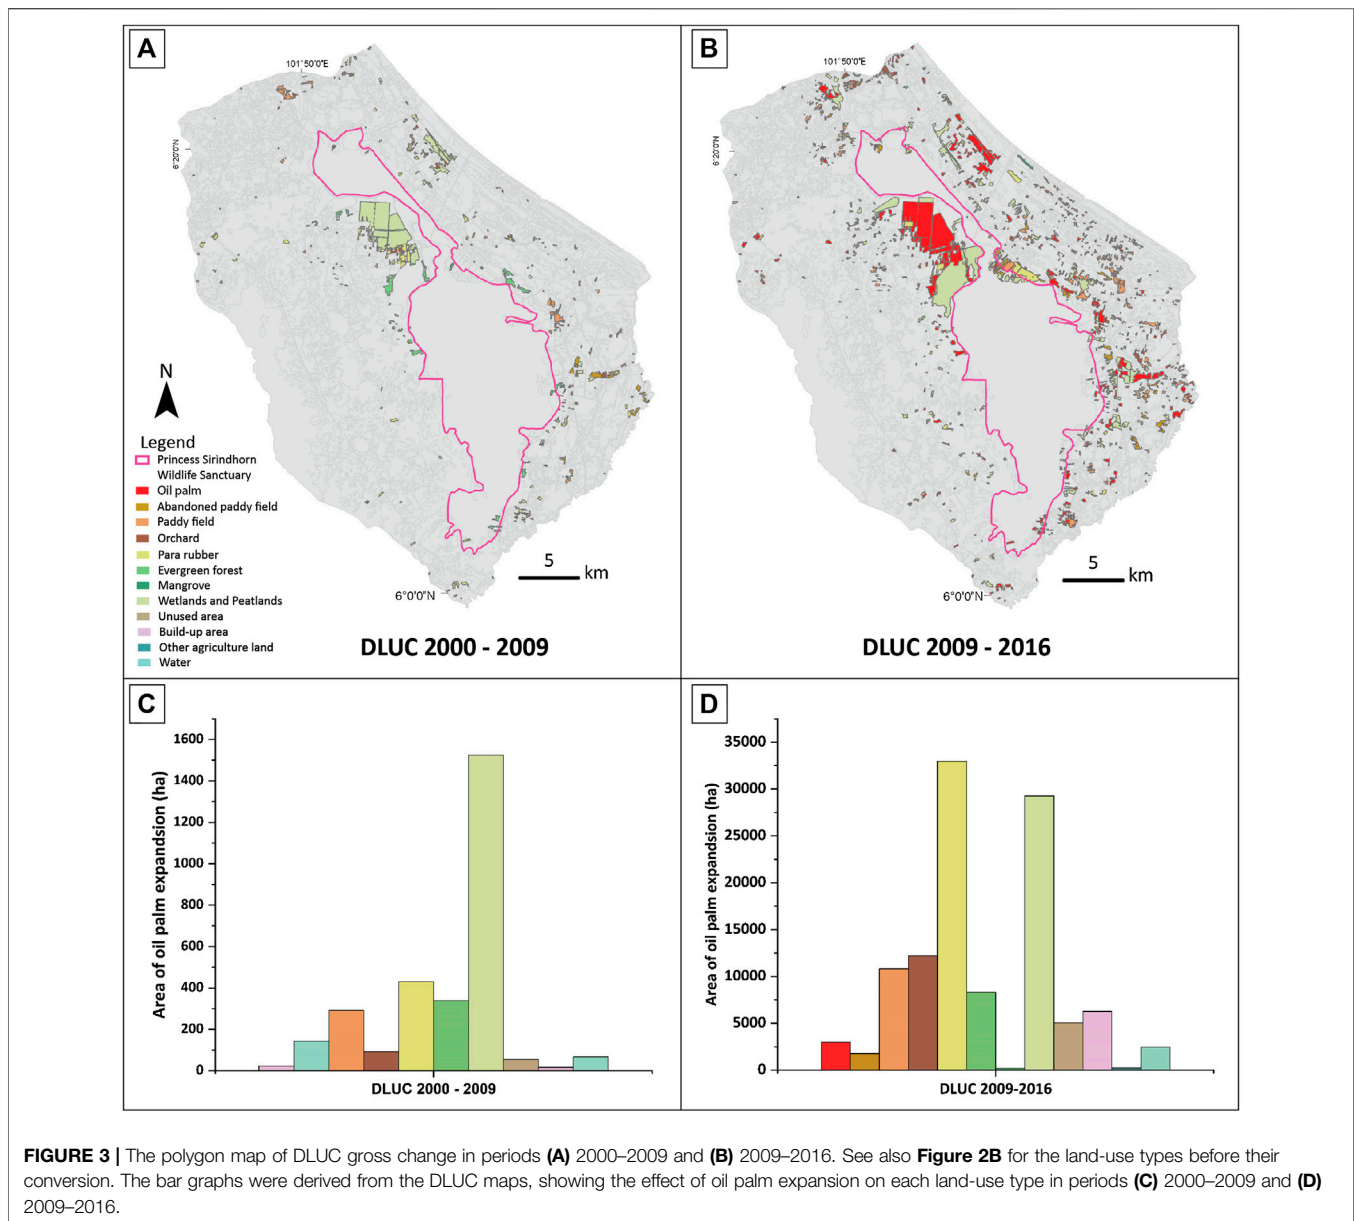 A
101°50'0"E
6°20'0"N
N
Legend
Princess Sirindhorn
Wildlife Sanctuary
Oil palm
Abandoned paddy field
Paddy field
Orchard
Para rubber
Evergreen forest
Mangrove
Wetlands and Peatlands
Unused area
Build-up area
Other agriculture land
Water
5
km
6°0'0"N
DLUC 2000 - 2009
B
101°50'0"E
6°20'0"N
5
km
6°0'0"N
DLUC 2009 - 2016
C
Area of oil palm expandsion (ha)
1600
1400
1200
1000
800
600
400
200
0
DLUC 2000 - 2009
D
Area of oil palm expandsion (ha)
35000
30000
25000
20000
15000
10000
5000
0
DLUC 2009-2016
FIGURE 3 | The polygon map of DLUC gross change in periods (A) 2000–2009 and (B) 2009–2016. See also Figure 2B for the land-use types before their
conversion. The bar graphs were derived from the DLUC maps, showing the effect of oil palm expansion on each land-use type in periods (C) 2000–2009 and (D)
2009–2016.